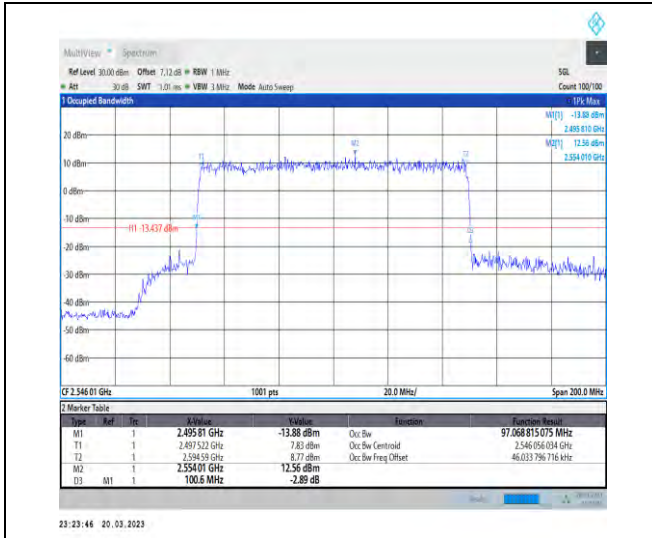 MultiView Spectrum
Ref Level 30.00 dBm Offset 7.12 dB RBW 1 MHz SGL
Att 30 dB SWT 1.01 ms VBW 3 MHz Mode Auto Sweep Count 100/100
1 Occupied Bandwidth 1Pk Max
M1[1] -13.88 dBm
2.495 810 GHz
M2[1] 12.56 dBm
2.554 010 GHz
20 dBm
M2
T1 T2
10 dBm
0 dBm
-10 dBm
M1
H1 -13.437 dBm
D3
-20 dBm
-30 dBm
-40 dBm
-50 dBm
-60 dBm
CF 2.546 01 GHz 1001 pts 20.0 MHz/ Span 200.0 MHz
2 Marker Table
Type Ref Trc X-Value Y-Value Function Function Result
M1 1 2.495 81 GHz -13.88 dBm Occ Bw 97.068 815 075 MHz
T1 1 2.497 522 GHz 7.83 dBm Occ Bw Centroid 2.546 056 034 GHz
T2 1 2.594 59 GHz 8.77 dBm Occ Bw Freq Offset 46.033 796 716 kHz
M2 1 2.554 01 GHz 12.56 dBm
D3 M1 1 100.6 MHz -2.89 dB
23:23:46 20.03.2023